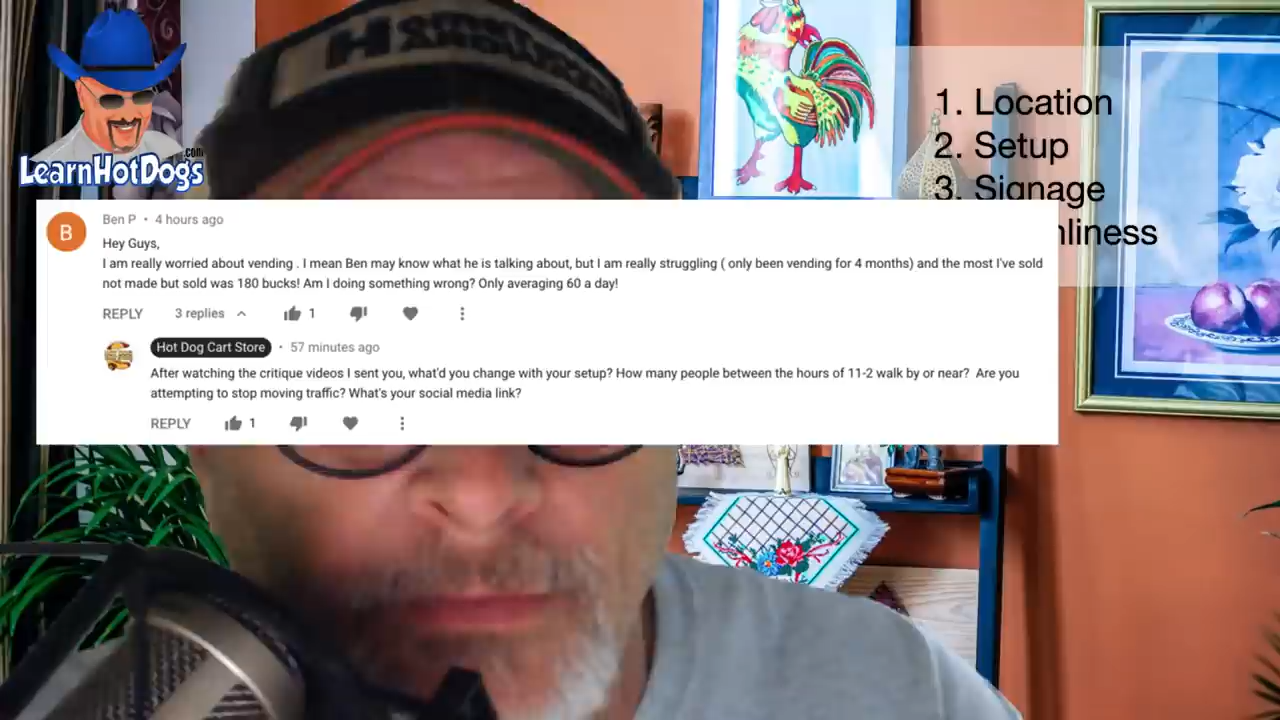 LearnHotDogs
.com
1. Location
2. Setup
3. Signage
liness
B
Ben P • 4 hours ago
Hey Guys,
I am really worried about vending . I mean Ben may know what he is talking about, but I am really struggling ( only been vending for 4 months) and the most I've sold
not made but sold was 180 bucks! Am I doing something wrong? Only averaging 60 a day!
REPLY 3 replies 1
Hot Dog Cart Store • 57 minutes ago
After watching the critique videos I sent you, what'd you change with your setup? How many people between the hours of 11-2 walk by or near? Are you
attempting to stop moving traffic? What's your social media link?
REPLY 1